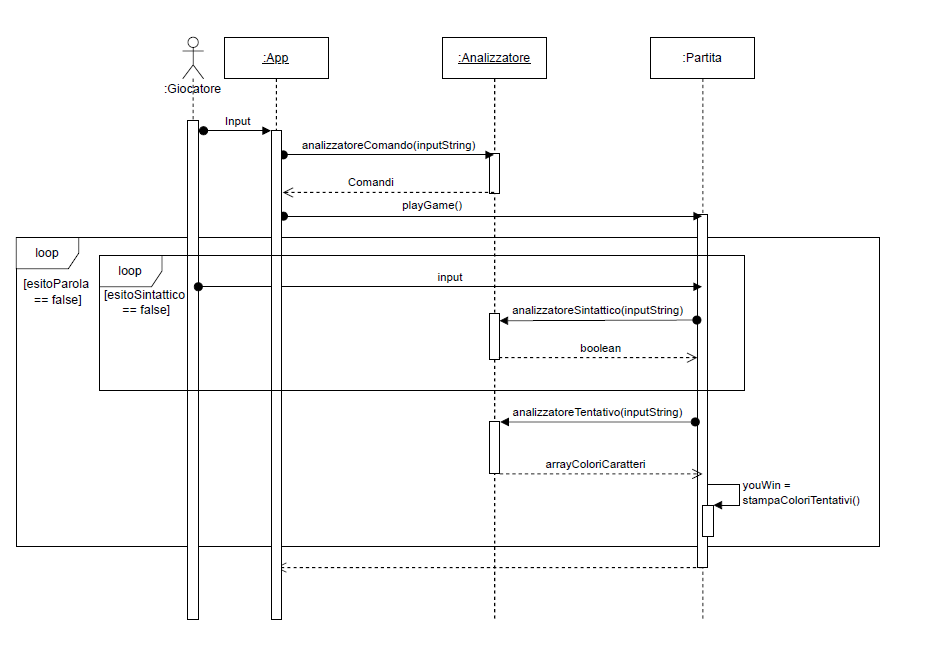 :Giocatore
:App
:Analizzatore
:Partita
Input
analizzatoreComando(inputString)
Comandi
playGame()
loop
[esitoParola
== false]
loop
[esitoSintattico
== false]
input
analizzatoreSintattico(inputString)
boolean
analizzatoreTentativo(inputString)
arrayColoriCaratteri
youWin =
stampaColoriTentativi()